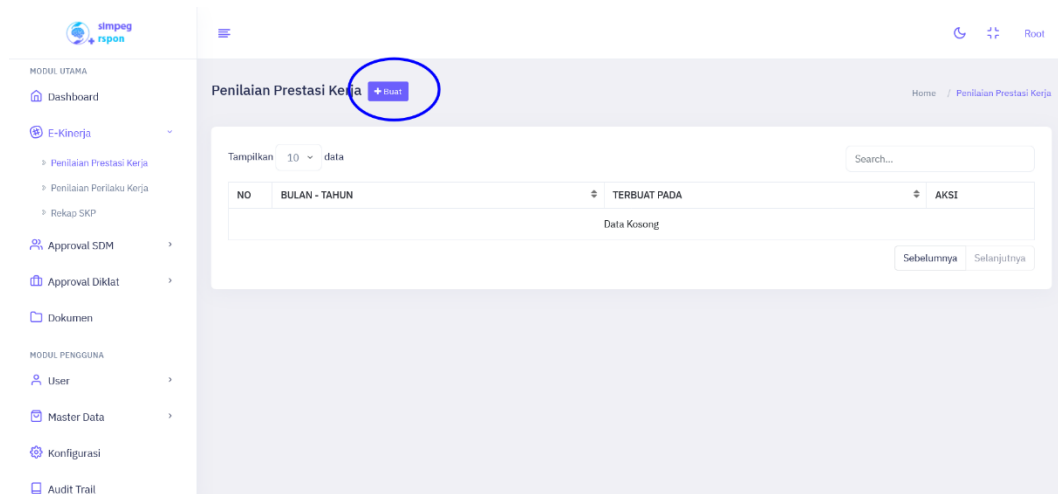 simpeg
rspon
Root
MODUL UTAMA
Dashboard
E-Kinerja
Penilaian Prestasi Kerja
Penilaian Perilaku Kerja
Rekap SKP
Approval SDM
Approval Diklat
Dokumen
MODUL PENGGUNA
User
Master Data
Konfigurasi
Audit Trail
Penilaian Prestasi Kerja + Buat
Home / Penilaian Prestasi Kerja
Tampilkan 10 data
Search...
NO BULAN - TAHUN TERBUAT PADA AKSI
Data Kosong
Sebelumnya Selanjutnya